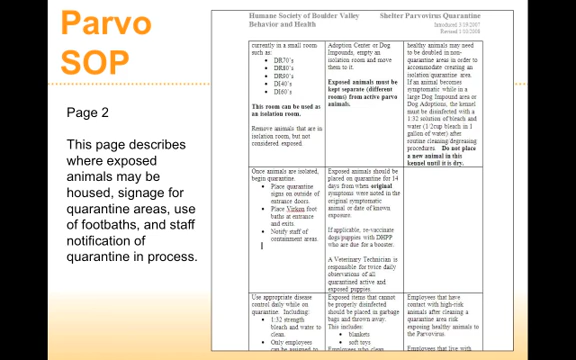 Parvo
SOP
Page 2
This page describes
where exposed
animals may be
housed, signage for
quarantine areas, use
of footbaths, and staff
notification of
quarantine in process.
Humane Society of Boulder Valley
Behavior and Health
Shelter Parvovirus Quarantine
Introduced 3/19/2007
Revised 1/10/2008
currently in a small room
such as:
DR70's
DR80's
DR90's
DI40's
DI60's
This room can be used as
an isolation room.
Remove animals that are in
isolation room, but not
considered exposed.
Adoption Center or Dog
Impounds, empty an
isolation room and
move them to it.
Exposed animals must be
kept separate (different
rooms) from active parvo
animals.
healthy animals may need
to be doubled in non-
quarantine areas in order to
accommodate creating an
isolation quarantine area.
If an animal becomes
symptomatic while in a
large Dog Impound area or
Dog Adoptions, the kennel
must be disinfected with a
1:32 solution of bleach and
water (1/2cup bleach in 1
gallon of water) after
routine cleaning degreasing
procedures. Do not place
a new animal in this
kennel until it is dry.
Once animals are isolated,
begin quarantine.
Place quarantine
signs on outside of
entrance doors.
Place Virkon foot
baths at entrance
and exits.
Notify staff of
containment areas.
Exposed animals should be
placed on quarantine for 14
days from when original
symptoms were noted in the
original symptomatic
animal or date of known
exposure.
If applicable, re-vaccinate
dogs/puppies with DHPP
who are due for a booster.
A Veterinary Technician is
responsible for twice daily
observations of all
quarantined active and
exposed puppies.
Use appropriate disease
control daily while on
quarantine. Including:
1:32 strength
bleach and water to
clean.
Only employees
can be assigned to
Exposed items that cannot
be properly disinfected
should be placed in garbage
bags and thrown away.
This includes:
blankets
soft toys
Employees who clean
Employees that have
contact with high-risk
animals after cleaning a
quarantine area risk
exposing healthy animals to
the Parvovirus.
Employees that with